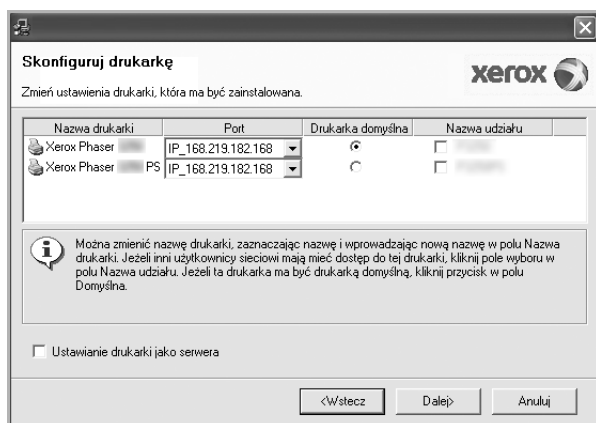 Skonfiguruj drukarkę
Zmień ustawienia drukarki, która ma być zainstalowana.
xerox
Nazwa drukarki Port Drukarka domyślna Nazwa udziału
Xerox Phaser IP_168.219.182.168
Xerox Phaser PS IP_168.219.182.168
Można zmienić nazwę drukarki, zaznaczając nazwę i wprowadzając nową nazwę w polu Nazwa
drukarki. Jeżeli inni użytkownicy sieciowi mają mieć dostęp do tej drukarki, kliknij pole wyboru w
polu Nazwa udziału. Jeżeli ta drukarka ma być drukarką domyślną, kliknij przycisk w polu
Domyślna.
Ustawianie drukarki jako serwera
<Wstecz Dalej> Anuluj